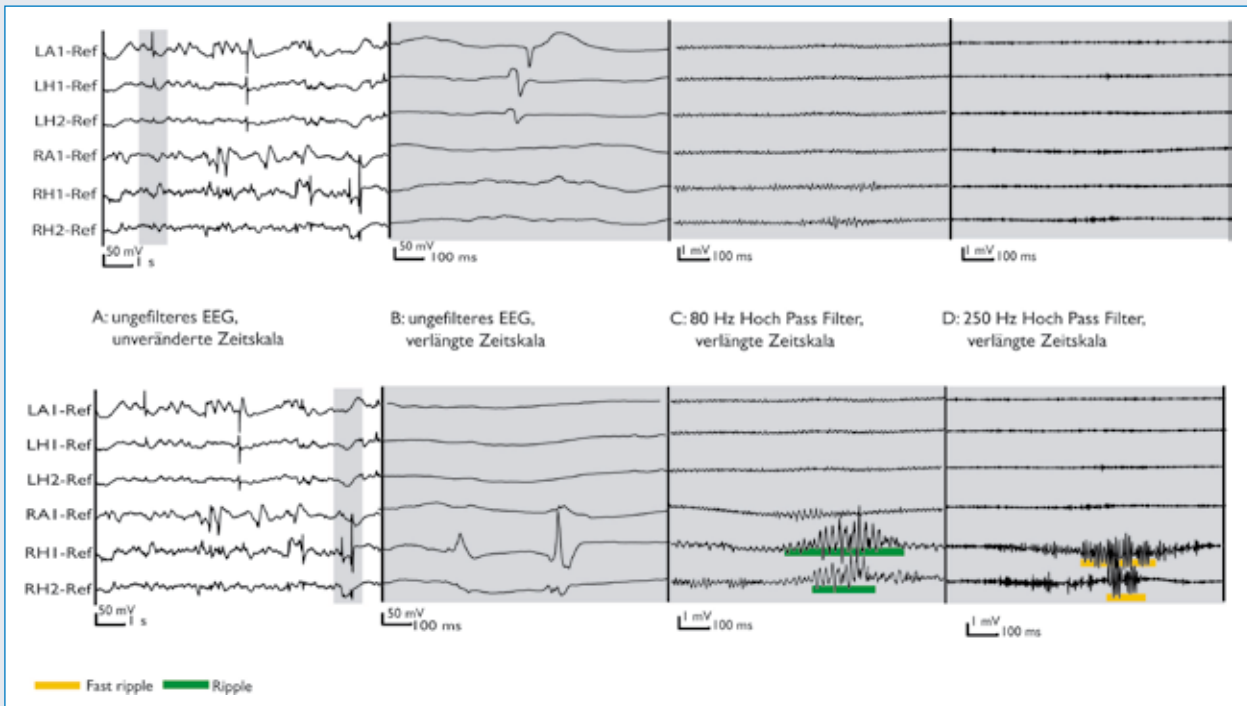 LA1-Ref
LH1-Ref
LH2-Ref
RA1-Ref
RH1-Ref
RH2-Ref
50 mV
1 s
50 mV
100 ms
1 mV
100 ms
1 mV
100 ms
A: ungefilteres EEG,
unveränderte Zeitskala
B: ungefilteres EEG,
verlängte Zeitskala
C: 80 Hz Hoch Pass Filter,
verlängte Zeitskala
D: 250 Hz Hoch Pass Filter,
verlängte Zeitskala
LA1-Ref
LH1-Ref
LH2-Ref
RA1-Ref
RH1-Ref
RH2-Ref
50 mV
1 s
50 mV
100 ms
1 mV
100 ms
1 mV
100 ms
Fast ripple
Ripple